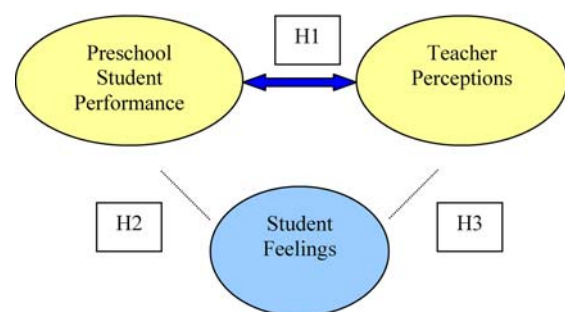 H1
Preschool
Student
Performance
Teacher
Perceptions
H2
Student
Feelings
H3